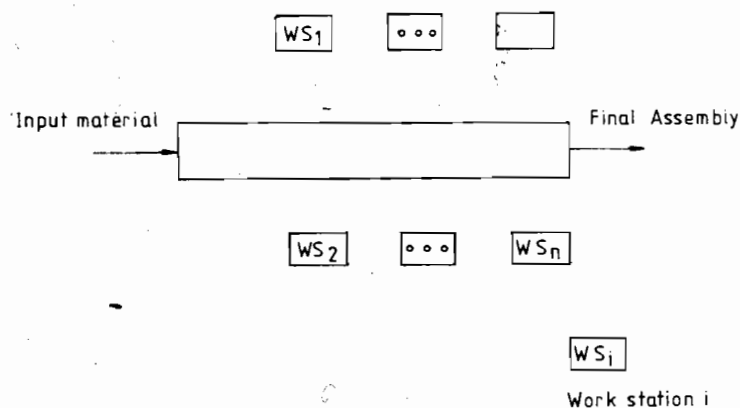 WS1 ∘∘∘
Input material
Final Assembly
WS2 ∘∘∘ WSn
WSi
Work station i